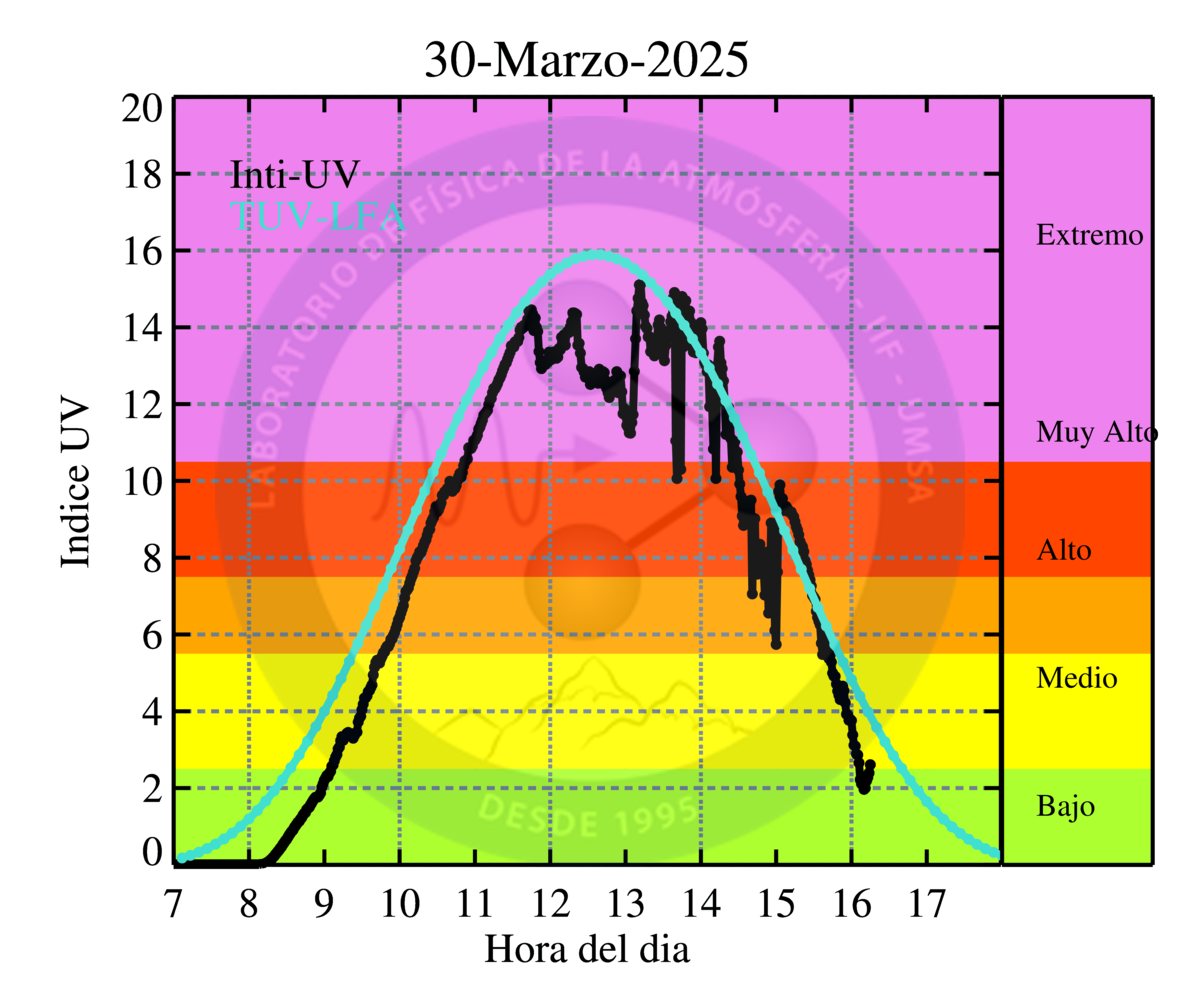 30-Marzo-2025
Inti-UV
TUV-LFA
Indice UV
20
18
16
14
12
10
8
6
4
2
0
7 8 9 10 11 12 13 14 15 16 17
Hora del dia
Extremo
Muy Alto
Alto
Medio
Bajo
LABORATORIO DE FÍSICA DE LA ATMÓSFERA - IIF - UMSA
DESDE 1995